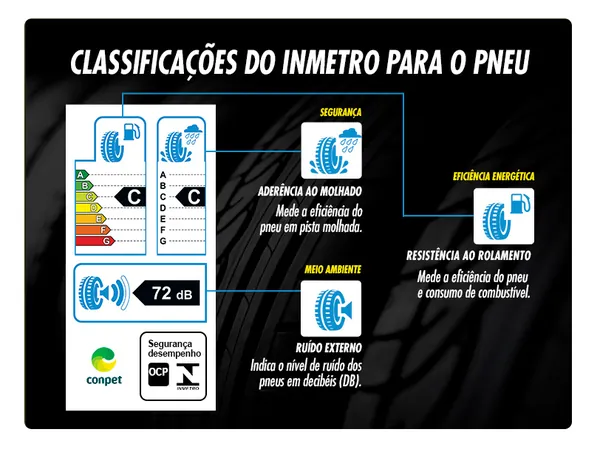 CLASSIFICAÇÕES DO INMETRO PARA O PNEU
SEGURANÇA
ADERÊNCIA AO MOLHADO
Mede a eficiência do
pneu em pista molhada.
EFICIÊNCIA ENERGÉTICA
RESISTÊNCIA AO ROLAMENTO
Mede a eficiência do pneu
e consumo de combustível.
MEIO AMBIENTE
RUÍDO EXTERNO
Indica o nível de ruído dos
pneus em decibéis (DB).
A
B
C
D
E
F
G
C
A
B
C
D
E
F
G
C
72 dB
conpet
Segurança
desempenho
OCP
INMETRO